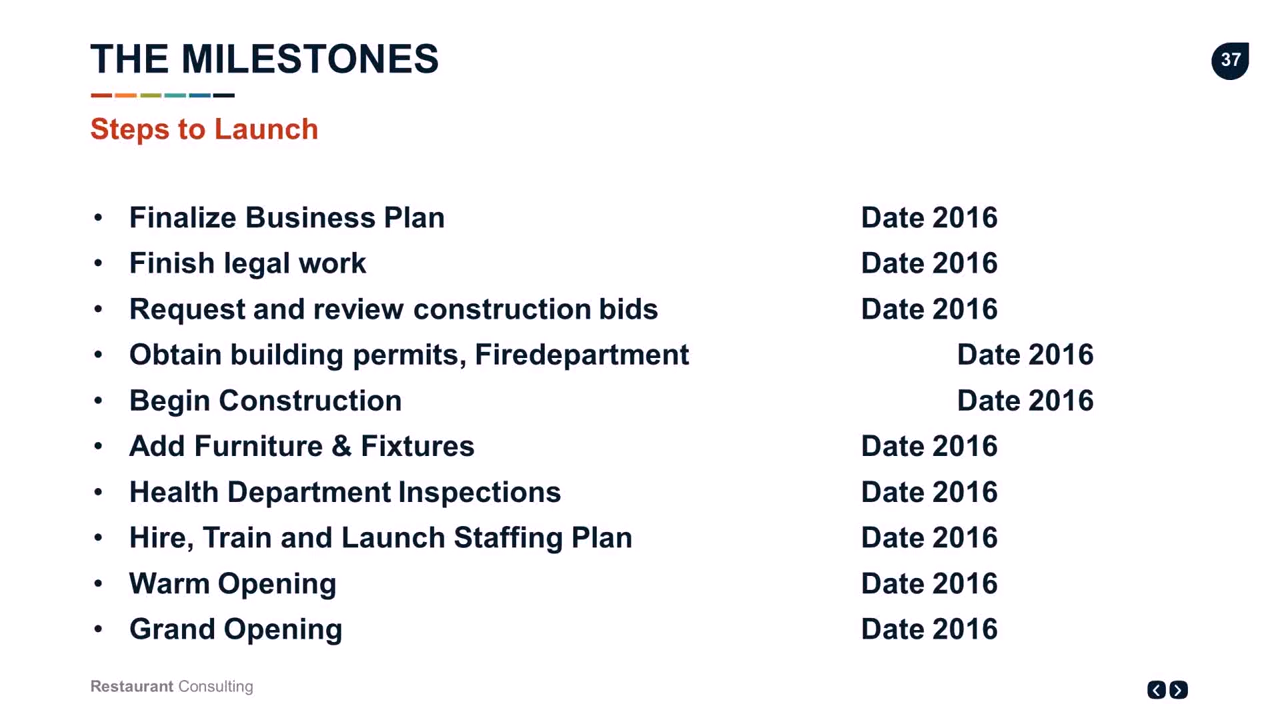 THE MILESTONES
37
Steps to Launch
• Finalize Business Plan Date 2016
• Finish legal work Date 2016
• Request and review construction bids Date 2016
• Obtain building permits, Firedepartment Date 2016
• Begin Construction Date 2016
• Add Furniture & Fixtures Date 2016
• Health Department Inspections Date 2016
• Hire, Train and Launch Staffing Plan Date 2016
• Warm Opening Date 2016
• Grand Opening Date 2016
Restaurant Consulting